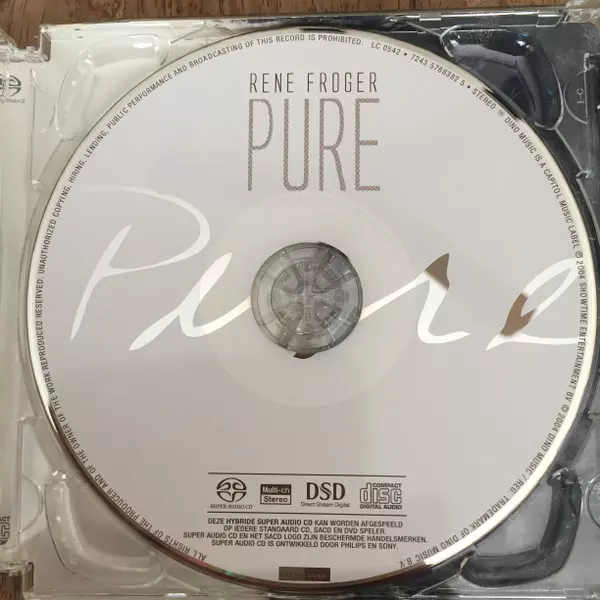 RENE FROGER
PURE
Pure
SUPER AUDIO CD
Multi-ch
Stereo
DSD
Direct Stream Digital
COMPACT
disc
DIGITAL AUDIO
DEZE HYBRIDE SUPER AUDIO CD KAN WORDEN AFGESPEELD
OP IEDERE STANDAARD CD, SACD EN DVD SPELER.
SUPER AUDIO CD EN HET SACD LOGO ZIJN BESCHERMDE HANDELSMERKEN.
SUPER AUDIO CD IS ONTWIKKELD DOOR PHILIPS EN SONY.
ALL RIGHTS OF THE PRODUCER AND OF THE OWNER OF THE WORK REPRODUCED RESERVED. UNAUTHORIZED COPYING, HIRING, LENDING, PUBLIC PERFORMANCE AND BROADCASTING OF THIS RECORD IS PROHIBITED. LC 0542 • 7243 5788382 5 • STEREO ℗ DINO MUSIC IS A CAPITOL MUSIC LABEL ℗ 2004 SHOWTIME ENTERTAINMENT BV © 2004 DINO MUSIC / REG. TRADEMARK OF DINO MUSIC B.V.